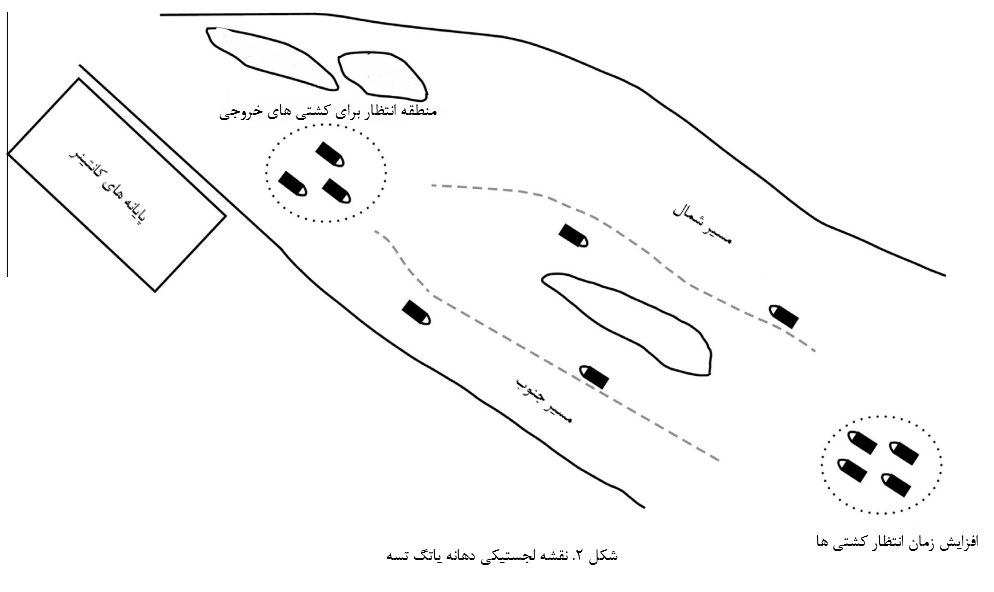 منطقه انتظار برای کشتی های خروجی
پایانه های کانتینر
مسیر شمال
مسیر جنوب
افزایش زمان انتظار کشتی ها
شکل ۲. نقشه لجستیکی دهانه یاتگ تسه